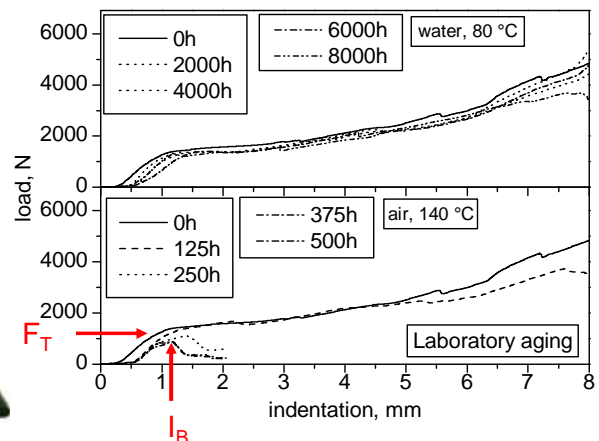 6000
4000
2000
0
0h
2000h
4000h
6000h
8000h
water, 80 °C
load, N
6000
4000
2000
0
0h
125h
250h
375h
500h
air, 140 °C
Laboratory aging
F_T
0 1 2 3 4 5 6 7 8
indentation, mm
I_B